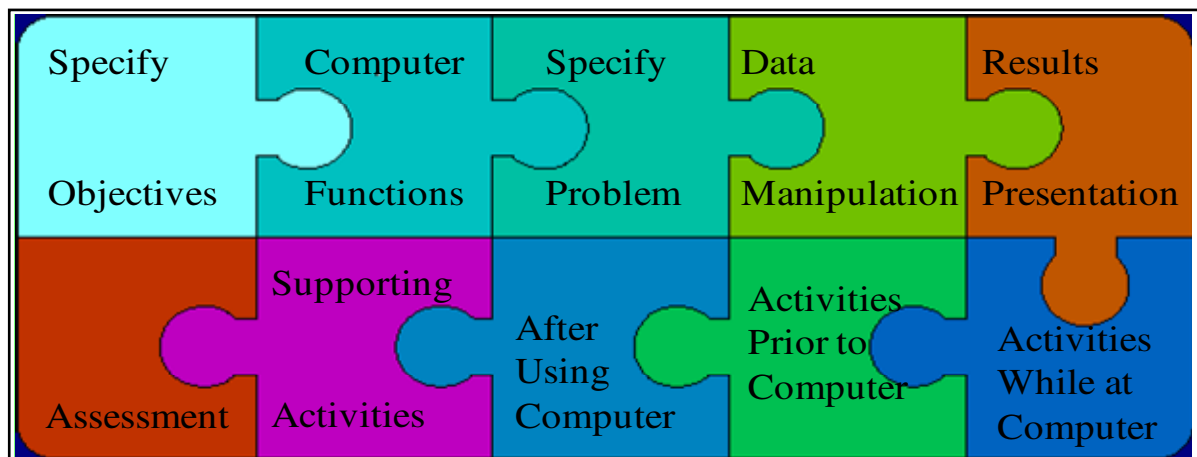 Specify
Objectives
Computer
Functions
Specify
Problem
Data
Manipulation
Results
Presentation
Assessment
Supporting
Activities
After
Using
Computer
Activities
Prior to
Computer
Activities
While at
Computer